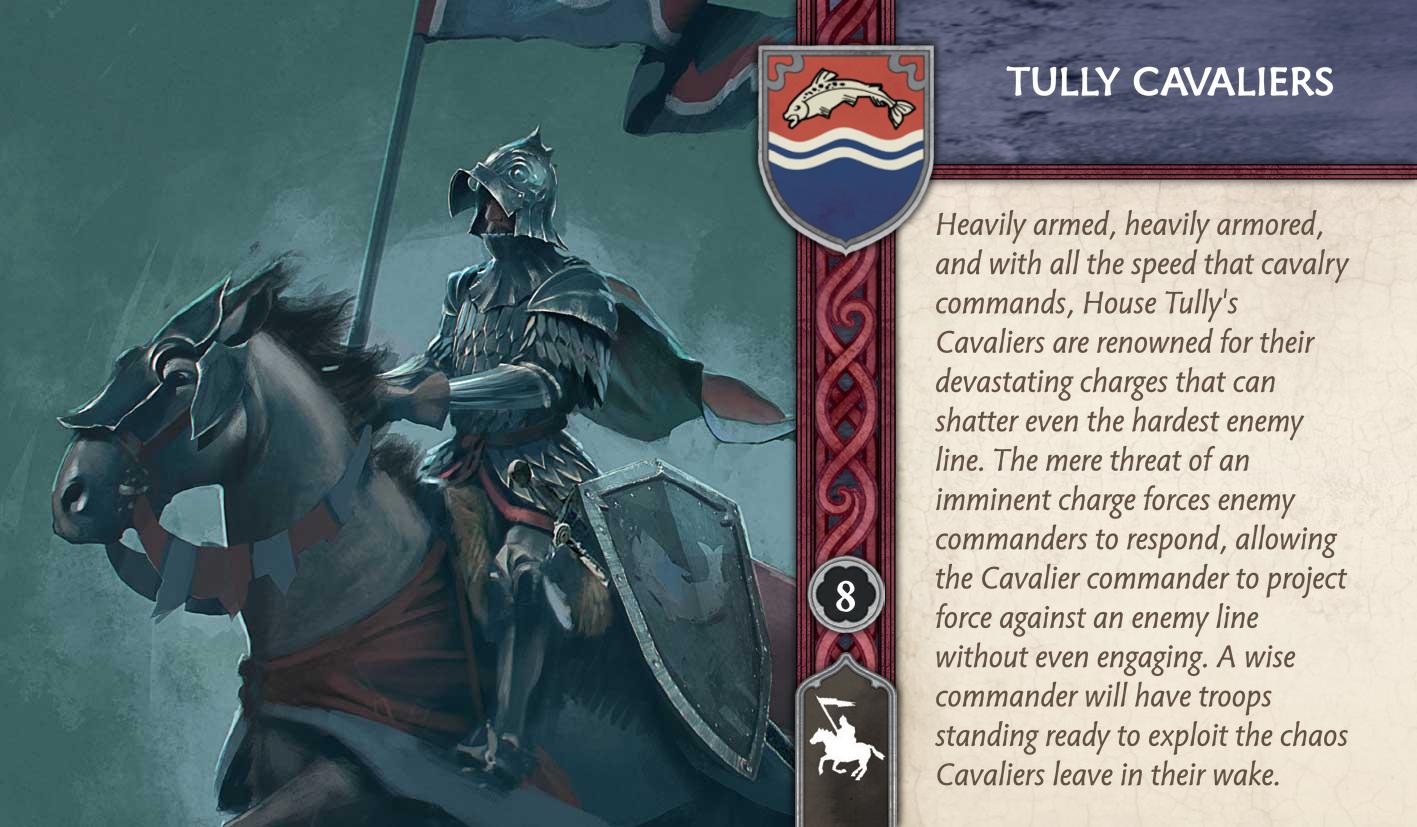 TULLY CAVALIERS
Heavily armed, heavily armored,
and with all the speed that cavalry
commands, House Tully's
Cavaliers are renowned for their
devastating charges that can
shatter even the hardest enemy
line. The mere threat of an
imminent charge forces enemy
commanders to respond, allowing
the Cavalier commander to project
force against an enemy line
without even engaging. A wise
commander will have troops
standing ready to exploit the chaos
Cavaliers leave in their wake.
8